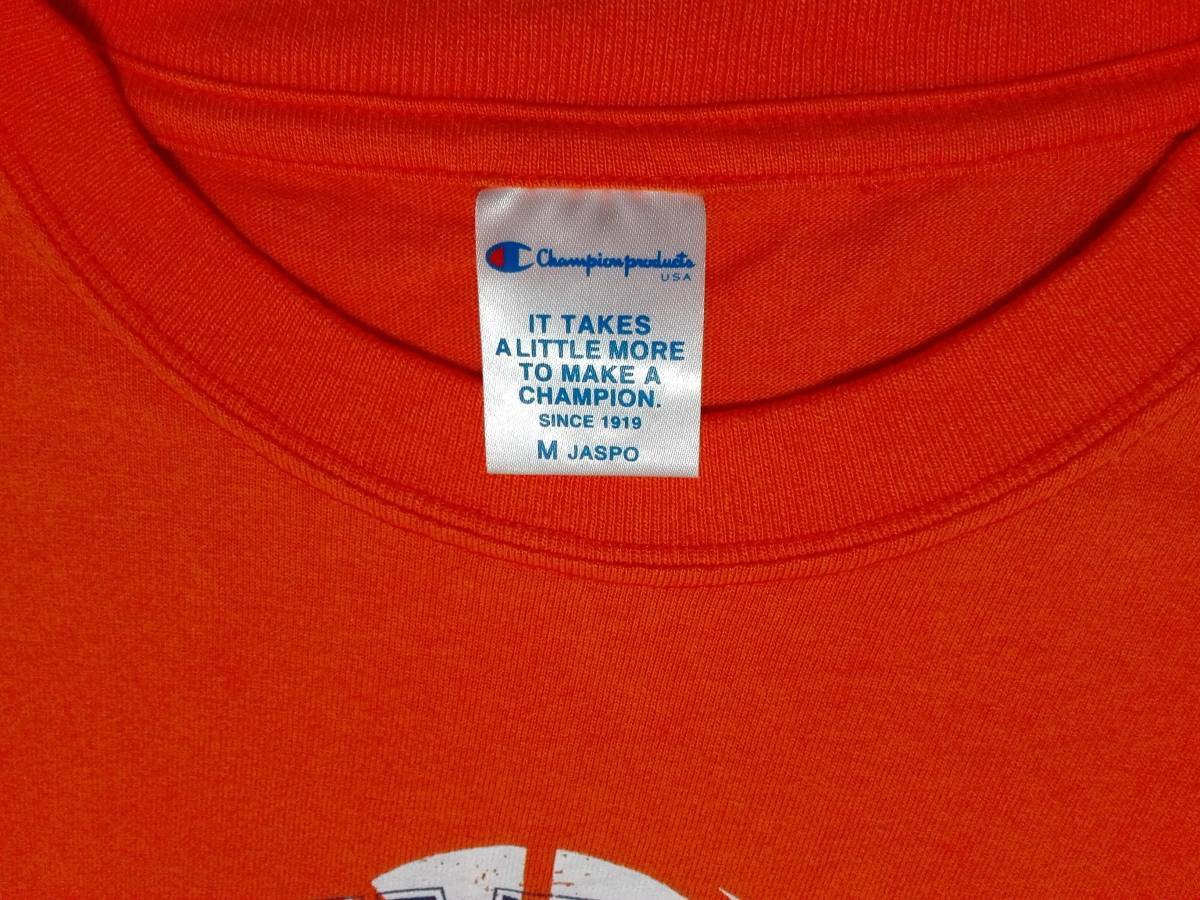 Champion products
USA
IT TAKES
A LITTLE MORE
TO MAKE A
CHAMPION.
SINCE 1919
M JASPO